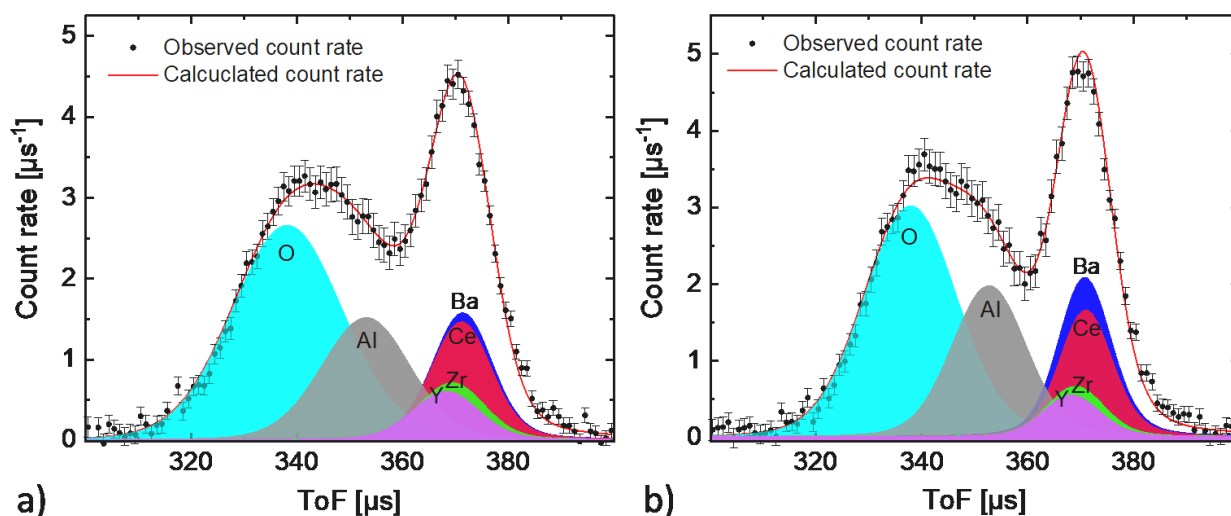 Observed count rate
Calcuclated count rate
Count rate [µs⁻¹]
5
4
3
2
1
0
O
Al
Ba
Ce
Zr
Y
320 340 360 380
ToF [µs]
a)
Observed count rate
Calculated count rate
Count rate [µs⁻¹]
5
4
3
2
1
0
O
Al
Ba
Ce
Zr
Y
320 340 360 380
ToF [µs]
b)